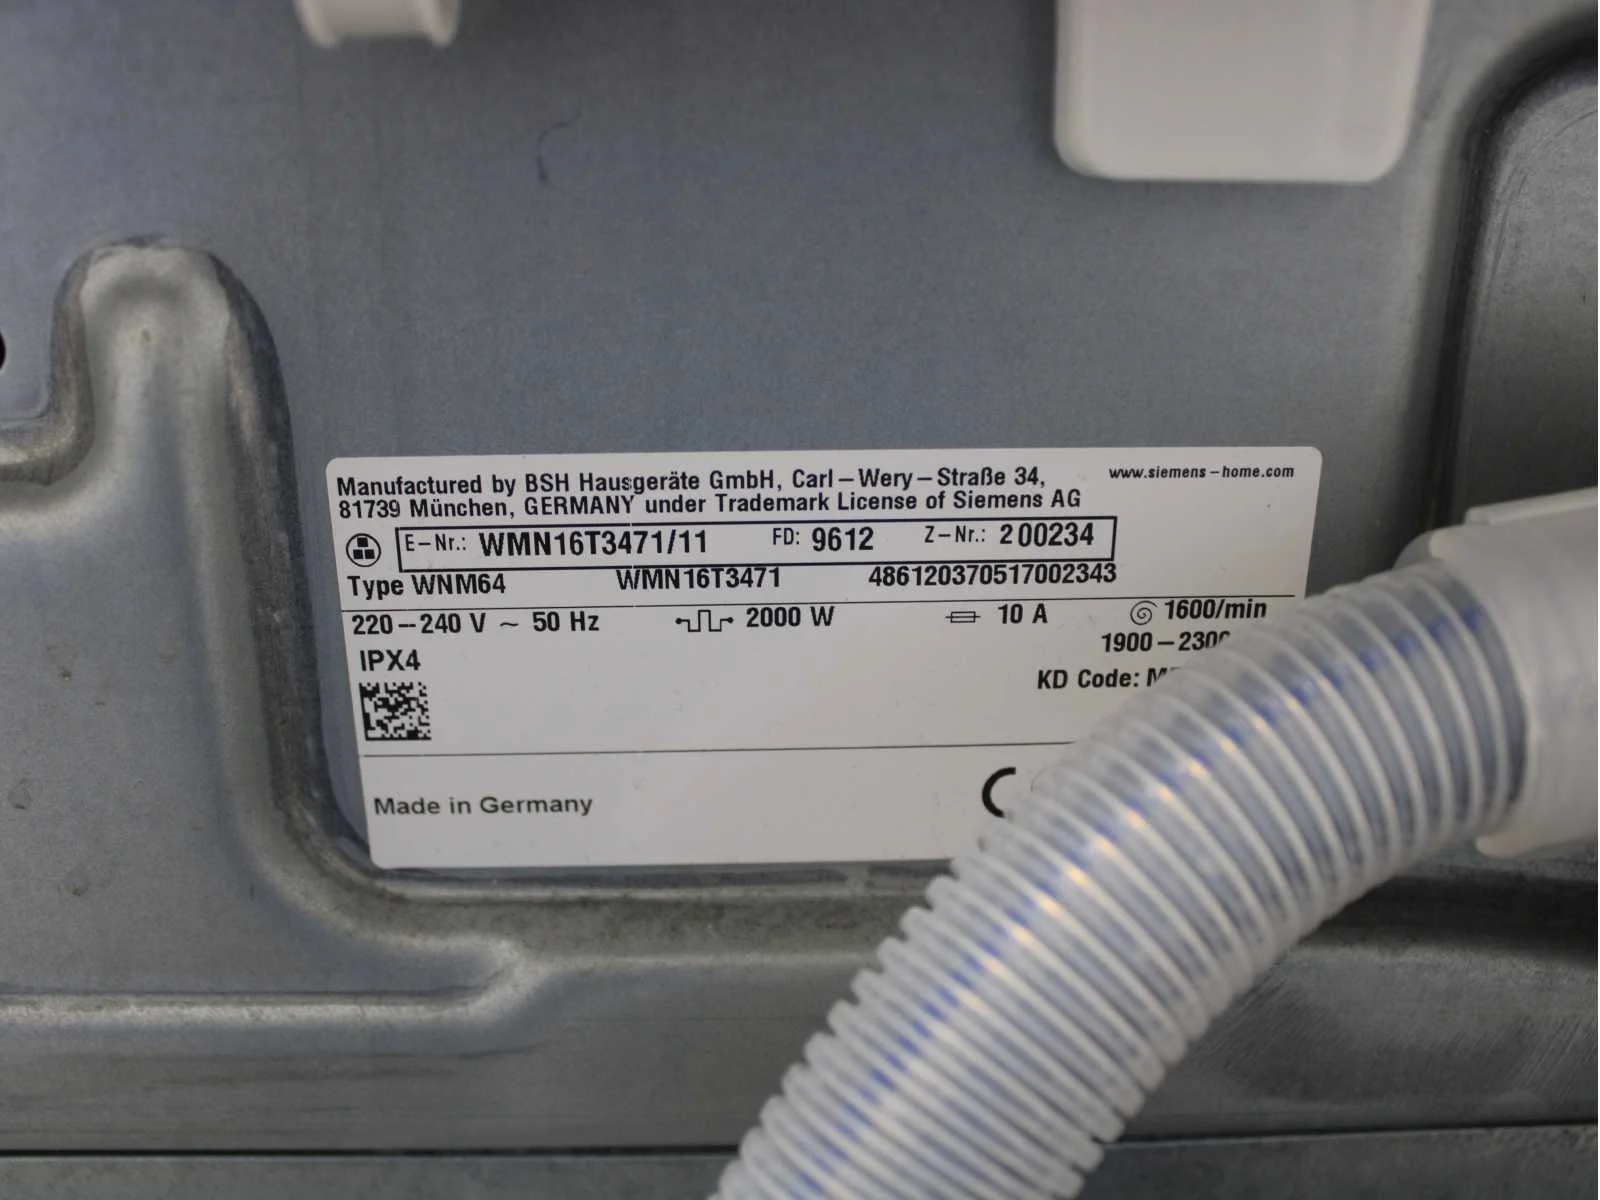 Manufactured by BSH Hausgeräte GmbH, Carl-Wery-Straße 34,
81739 München, GERMANY under Trademark License of Siemens AG
www.siemens-home.com
E-Nr.: WMN16T3471/11 FD: 9612 Z-Nr.: 200234
Type WNM64 WMN16T3471 486120370517002343
220-240 V ~ 50 Hz 2000 W 10 A 1600/min
1900-2300
IPX4
KD Code:
Made in Germany